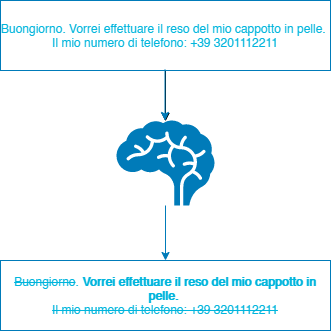 Buongiorno. Vorrei effettuare il reso del mio cappotto in pelle.
Il mio numero di telefono: +39 3201112211
Buongiorno. Vorrei effettuare il reso del mio cappotto in
pelle.
Il mio numero di telefono: +39 3201112211